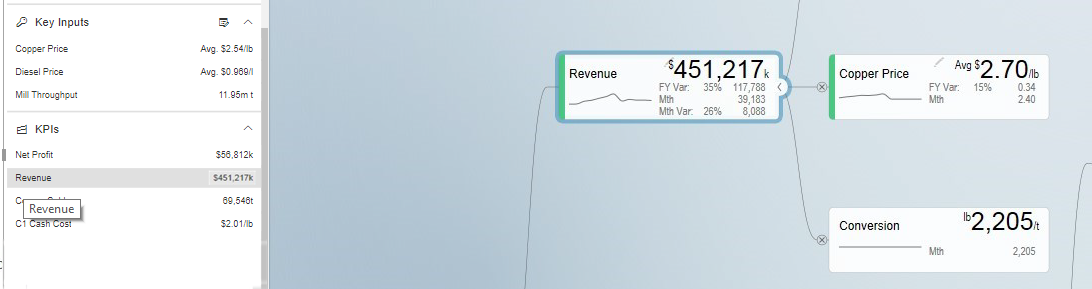 Key Inputs
Copper Price Avg. $2.54/lb
Diesel Price Avg. $0.969/l
Mill Throughput 11.95m t
KPIs
Net Profit $56,812k
Revenue $451,217k
69,546t
Revenue
C1 Cash Cost $2.01/lb
Revenue $451,217k
FY Var: 35% 117,788
Mth 39,183
Mth Var: 26% 8,088
Copper Price Avg $2.70/lb
FY Var: 15% 0.34
Mth 2.40
Conversion lb2,205/t
Mth 2,205